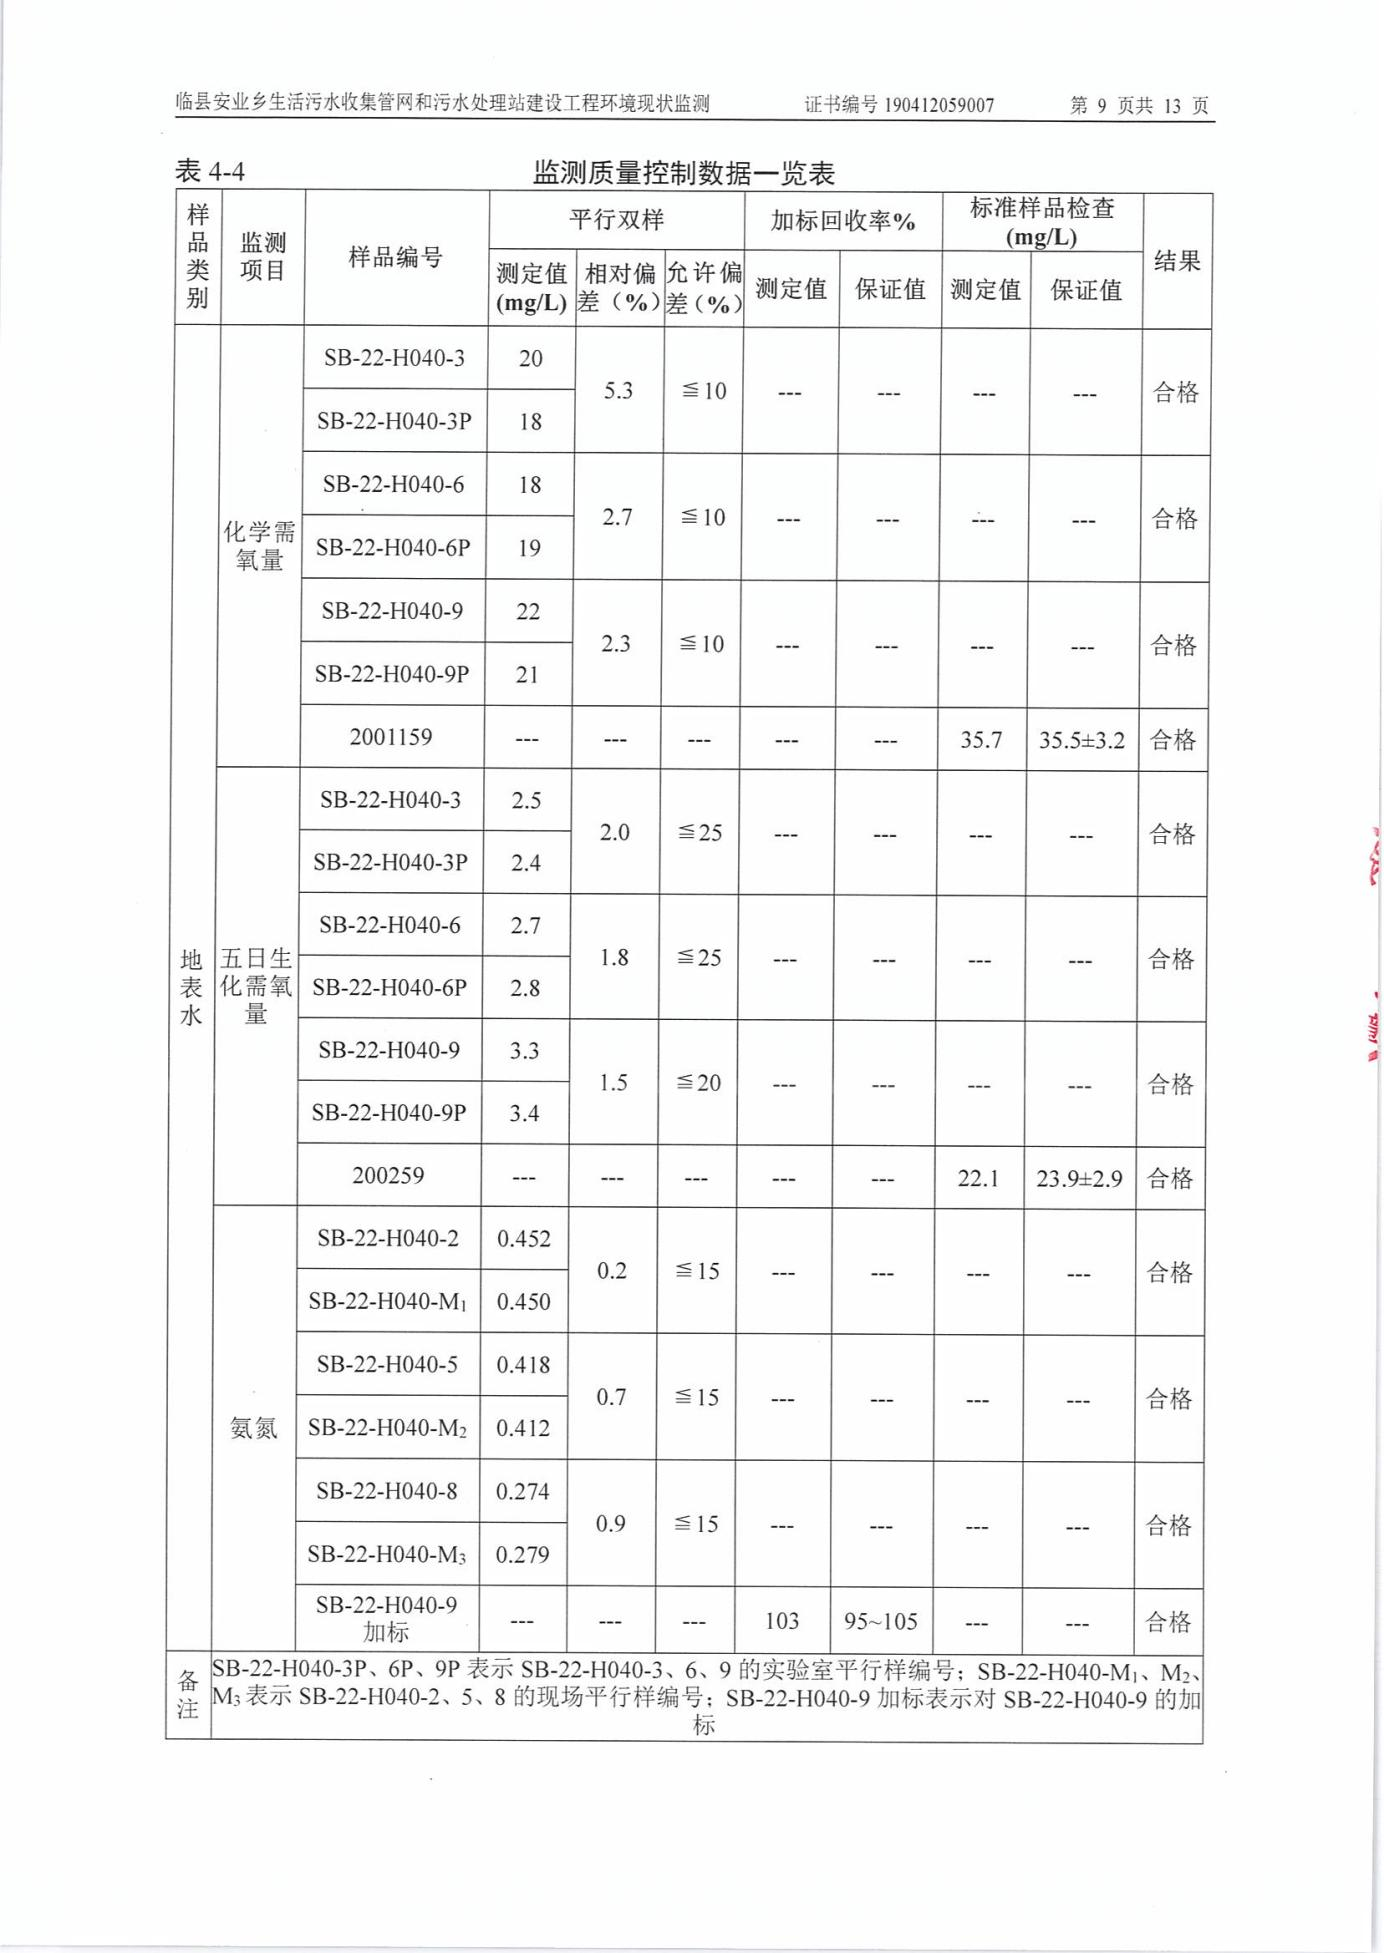 临县安业乡生活污水收集管网和污水处理站建设工程环境现状监测 证书编号 190412059007 第 9 页共 13 页
表 4-4 监测质量控制数据一览表
样品类别 监测项目 样品编号 平行双样 加标回收率% 标准样品检查(mg/L) 结果
测定值(mg/L) 相对偏差（%） 允许偏差（%） 测定值 保证值 测定值 保证值
地表水
化学需氧量
SB-22-H040-3 20 5.3 ≦10 --- --- --- --- 合格
SB-22-H040-3P 18
SB-22-H040-6 18 2.7 ≦10 --- --- --- --- 合格
SB-22-H040-6P 19
SB-22-H040-9 22 2.3 ≦10 --- --- --- --- 合格
SB-22-H040-9P 21
2001159 --- --- --- --- --- 35.7 35.5±3.2 合格
五日生化需氧量
SB-22-H040-3 2.5 2.0 ≦25 --- --- --- --- 合格
SB-22-H040-3P 2.4
SB-22-H040-6 2.7 1.8 ≦25 --- --- --- --- 合格
SB-22-H040-6P 2.8
SB-22-H040-9 3.3 1.5 ≦20 --- --- --- --- 合格
SB-22-H040-9P 3.4
200259 --- --- --- --- --- 22.1 23.9±2.9 合格
氨氮
SB-22-H040-2 0.452 0.2 ≦15 --- --- --- --- 合格
SB-22-H040-M₁ 0.450
SB-22-H040-5 0.418 0.7 ≦15 --- --- --- --- 合格
SB-22-H040-M₂ 0.412
SB-22-H040-8 0.274 0.9 ≦15 --- --- --- --- 合格
SB-22-H040-M₃ 0.279
SB-22-H040-9 加标 --- --- --- 103 95~105 --- --- 合格
备注
SB-22-H040-3P、6P、9P 表示 SB-22-H040-3、6、9 的实验室平行样编号；SB-22-H040-M₁、M₂、
M₃ 表示 SB-22-H040-2、5、8 的现场平行样编号；SB-22-H040-9 加标表示对 SB-22-H040-9 的加
标